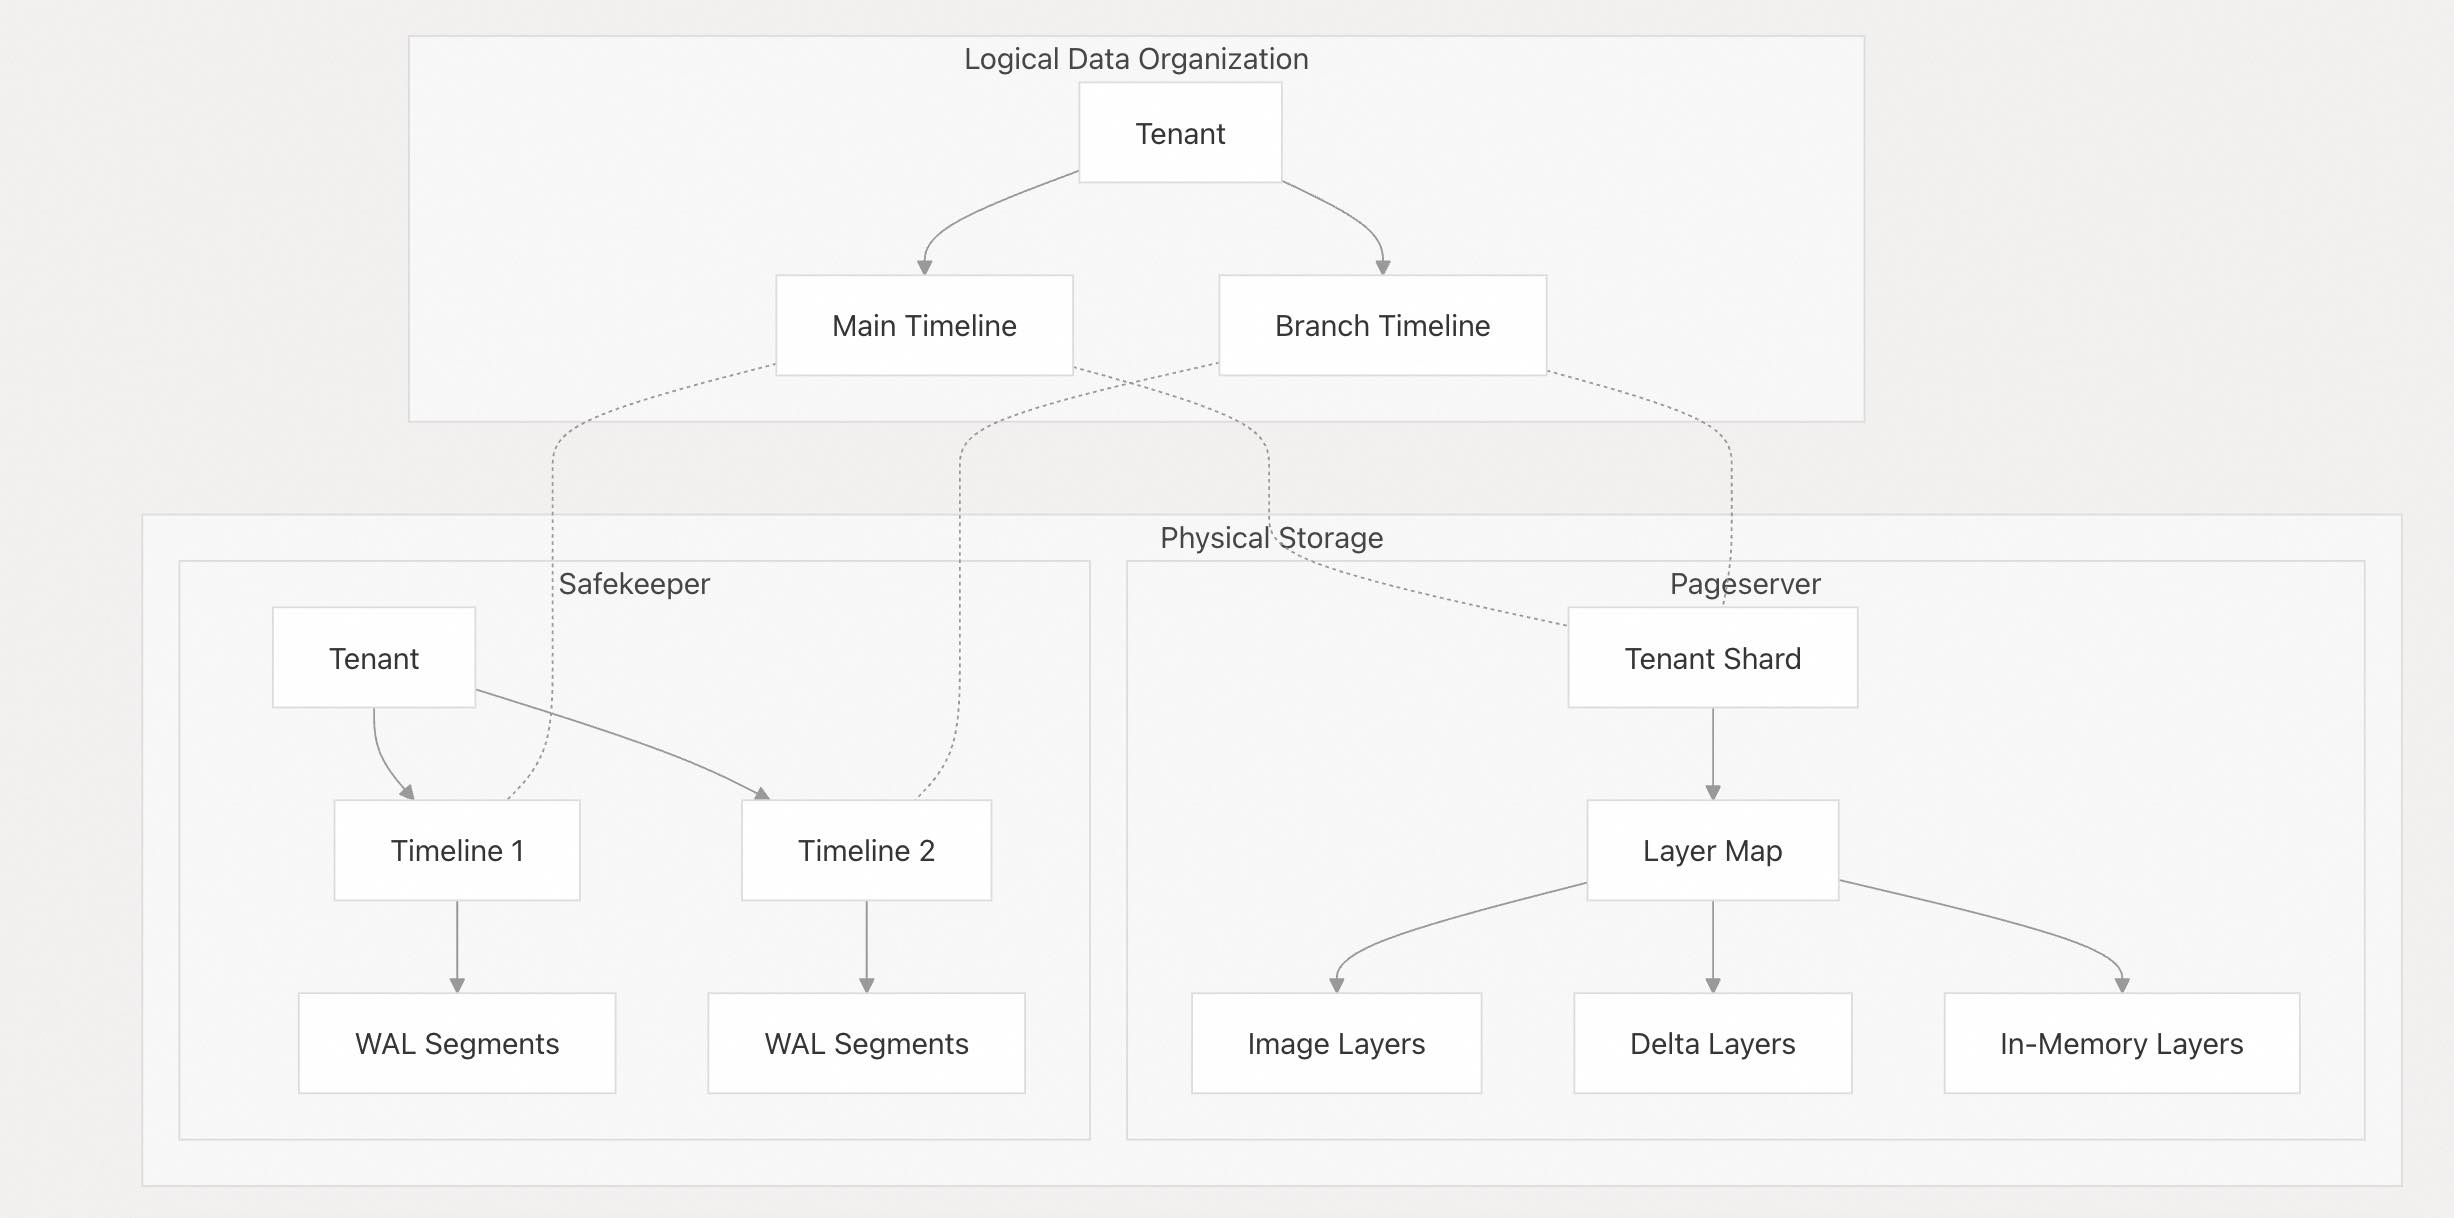 Logical Data Organization
Tenant
Main Timeline
Branch Timeline
Physical Storage
Safekeeper
Tenant
Timeline 1
Timeline 2
WAL Segments
WAL Segments
Pageserver
Tenant Shard
Layer Map
Image Layers
Delta Layers
In-Memory Layers